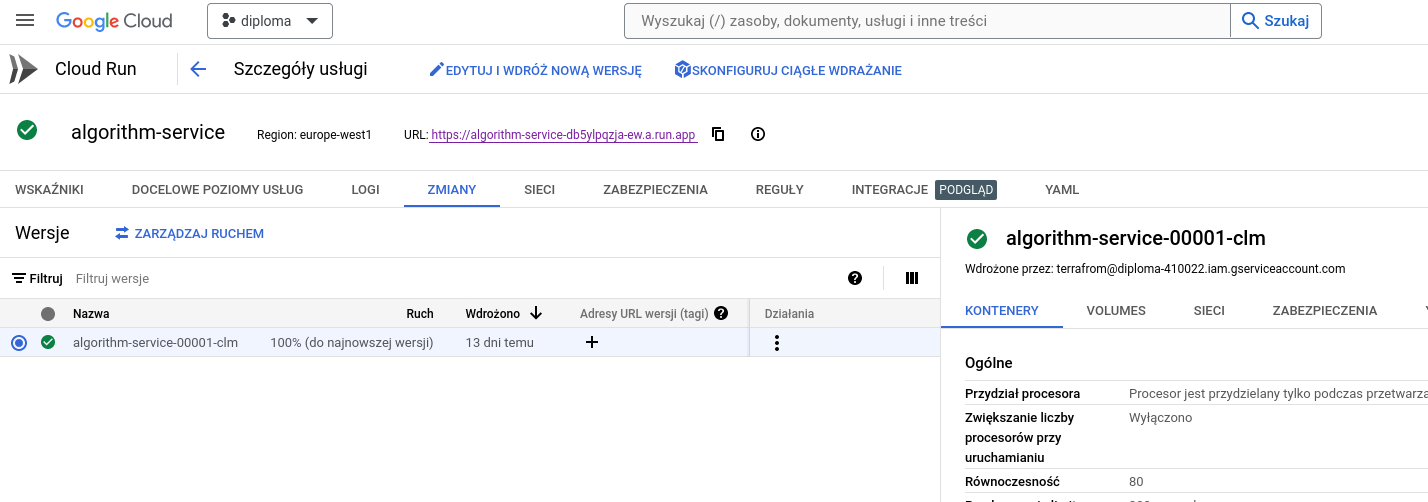 Google Cloud diploma Wyszukaj (/) zasoby, dokumenty, usługi i inne treści Szukaj
Cloud Run Szczegóły usługi EDYTUJ I WDRÓŻ NOWĄ WERSJĘ SKONFIGURUJ CIĄGŁE WDRAŻANIE
algorithm-service Region: europe-west1 URL: https://algorithm-service-db5ylpqzja-ew.a.run.app
WSKAŹNIKI DOCELOWE POZIOMY USŁUG LOGI ZMIANY SIECI ZABEZPIECZENIA REGUŁY INTEGRACJE PODGLĄD YAML
Wersje ZARZĄDZAJ RUCHEM
Filtruj Filtruj wersje
Nazwa Ruch Wdrożono Adresy URL wersji (tagi) Działania
algorithm-service-00001-clm 100% (do najnowszej wersji) 13 dni temu
algorithm-service-00001-clm
Wdrożone przez: terrafrom@diploma-410022.iam.gserviceaccount.com
KONTENERY VOLUMES SIECI ZABEZPIECZENIA
Ogólne
Przydział procesora Procesor jest przydzielany tylko podczas przetwarza
Zwiększanie liczby Wyłączono
procesorów przy
uruchamianiu
Równoczesność 80